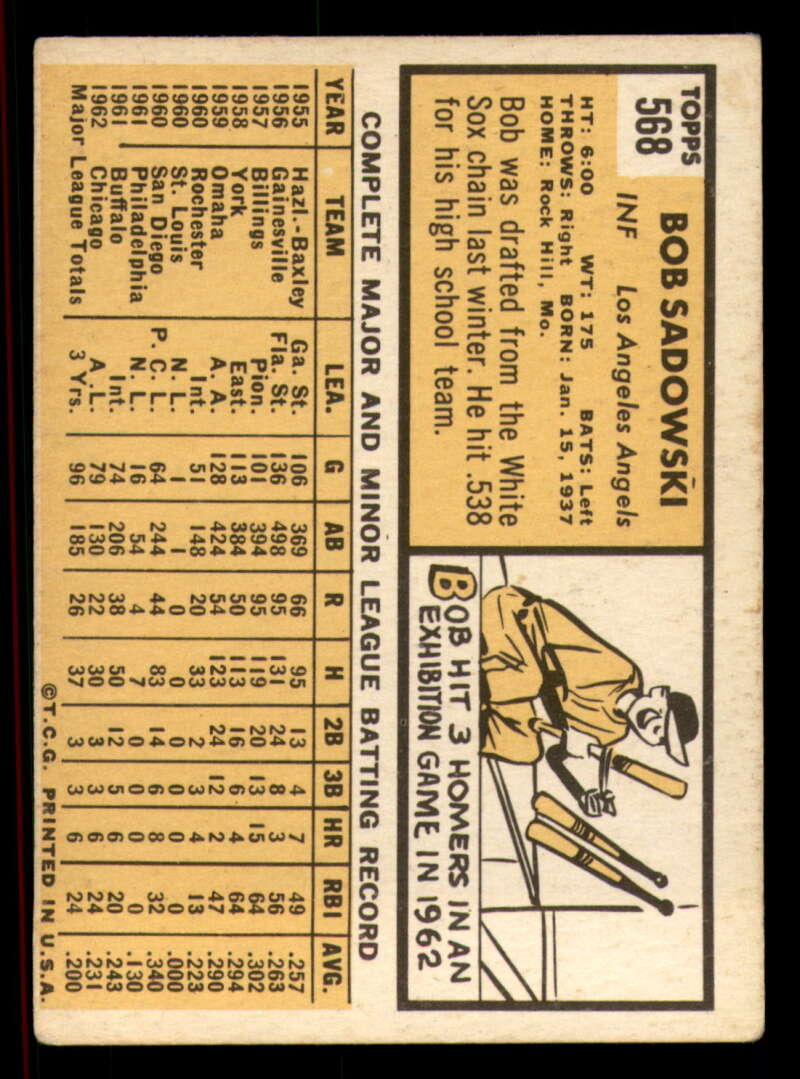 TOPPS
568
BOB SADOWSKI
INF Los Angeles Angels
HT: 6:00 WT: 175 BATS: Left
THROWS: Right BORN: Jan. 15, 1937
HOME: Rock Hill, Mo.
Bob was drafted from the White
Sox chain last winter. He hit .538
for his high school team.
BOB HIT 3 HOMERS IN AN
EXHIBITION GAME IN 1962
COMPLETE MAJOR AND MINOR LEAGUE BATTING RECORD
YEAR TEAM LEA. G AB R H 2B 3B HR RBI AVG.
1955 Hazl.-Baxley Ga. St. 106 369 66 95 13 4 7 49 .257
1956 Gainesville Fla. St. 136 498 95 131 24 8 3 56 .263
1957 Billings Pion. 101 394 95 119 20 13 15 64 .302
1958 York East. 113 384 50 113 16 6 4 64 .294
1959 Omaha A. A. 128 424 54 123 24 12 2 47 .290
1960 Rochester Int. 51 148 20 33 2 3 4 13 .223
1960 St. Louis N. L. 1 1 0 0 0 0 0 0 .000
1960 San Diego P. C. L. 64 244 44 83 14 6 8 32 .340
1961 Philadelphia N. L. 16 54 4 7 0 0 0 0 .130
1961 Buffalo Int. 74 206 38 50 12 5 6 20 .243
1962 Chicago A. L. 79 130 22 30 3 3 6 24 .231
Major League Totals 3 Yrs. 96 185 26 37 3 3 6 24 .200
©T.C.G. PRINTED IN U.S.A.